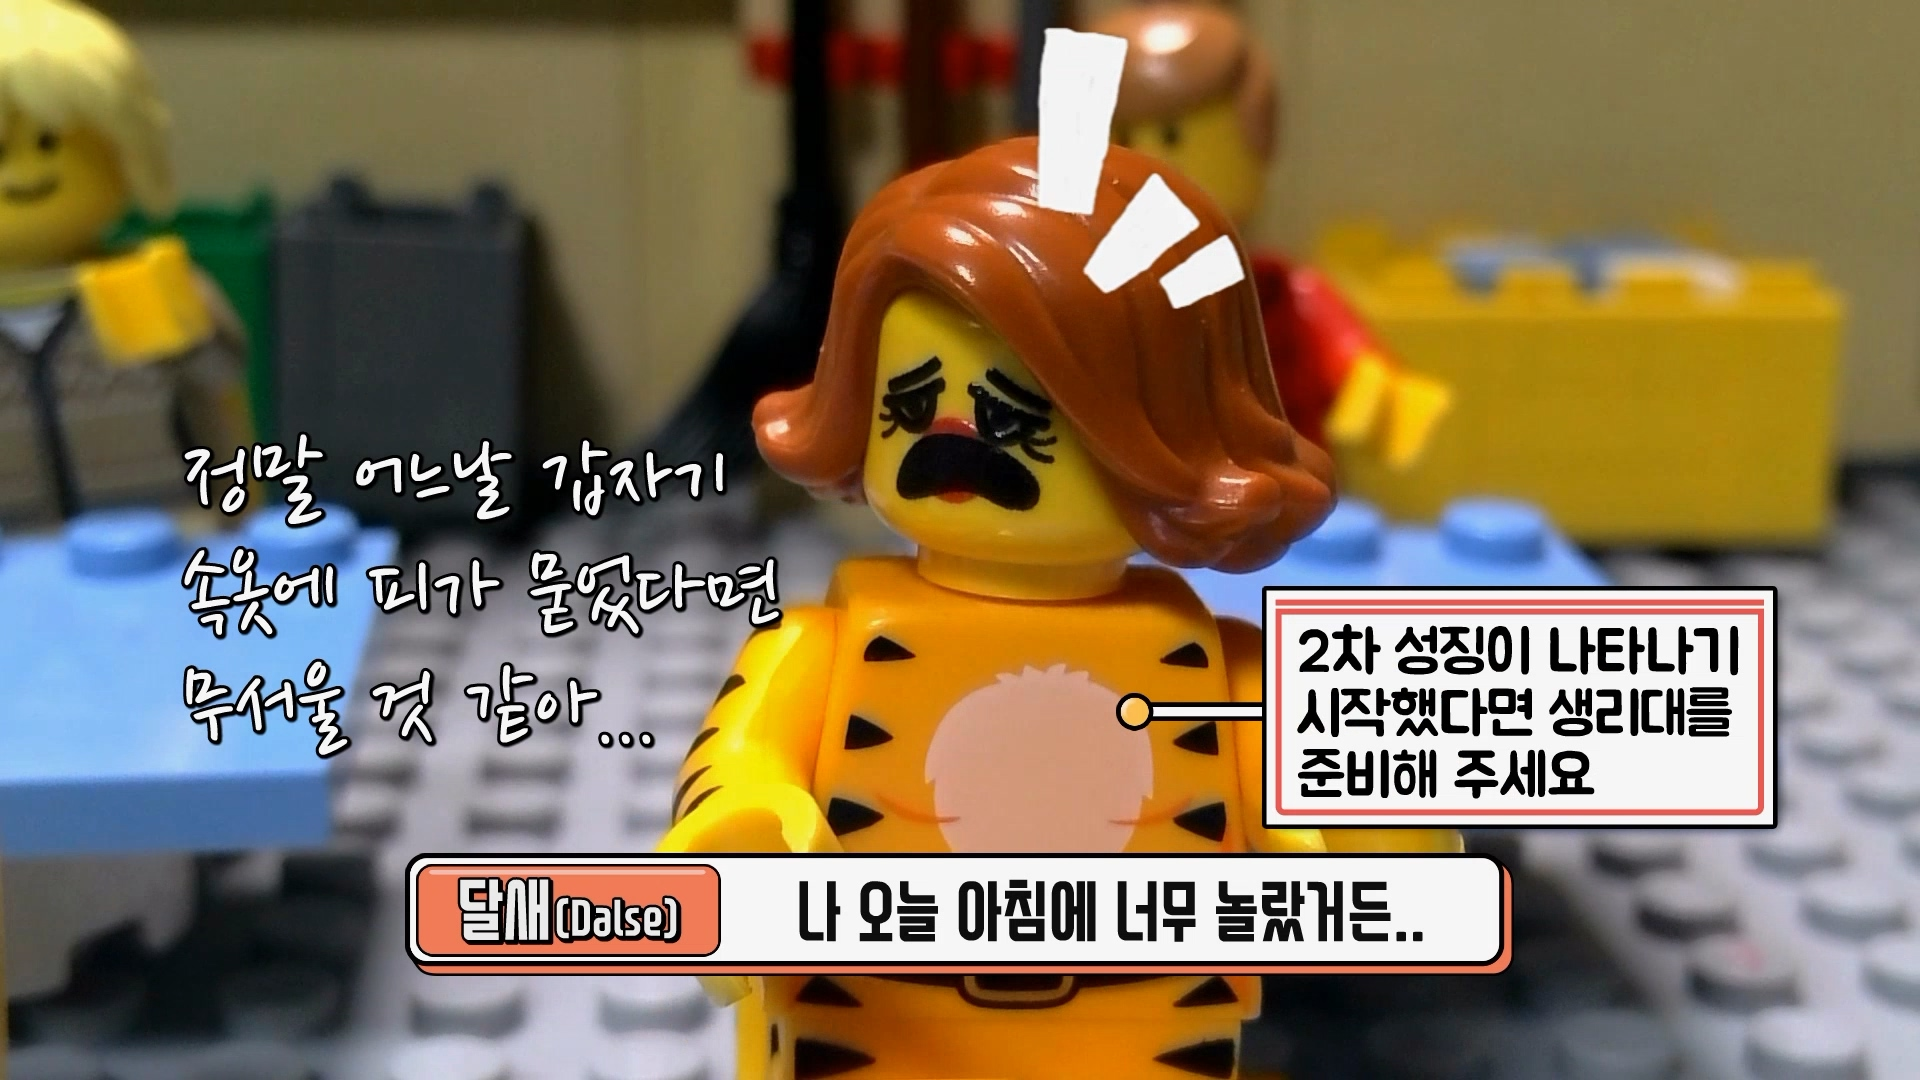 정말 어느날 갑자기
속옷에 피가 묻었다면
무서울 것 같아...
2차 성징이 나타나기
시작했다면 생리대를
준비해 주세요
달새(Dalse) 나 오늘 아침에 너무 놀랐거든..